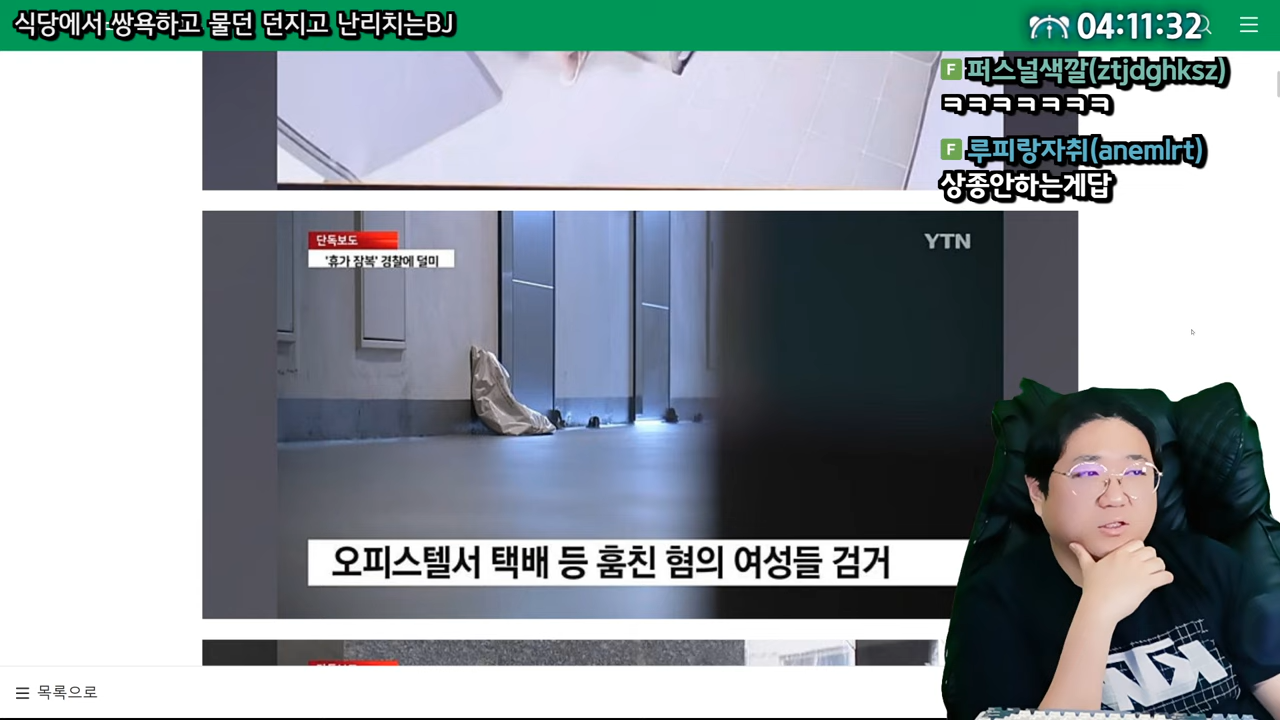 식당에서 쌍욕하고 물던 던지고 난리치는BJ
04:11:32
F 퍼스널색깔(ztjdghksz)
ㅋㅋㅋㅋㅋㅋㅋ
F 루피랑자취(anemlrt)
상종안하는게답
단독보도
'휴가 잠복' 경찰에 덜미
YTN
오피스텔서 택배 등 훔친 혐의 여성들 검거
목록으로